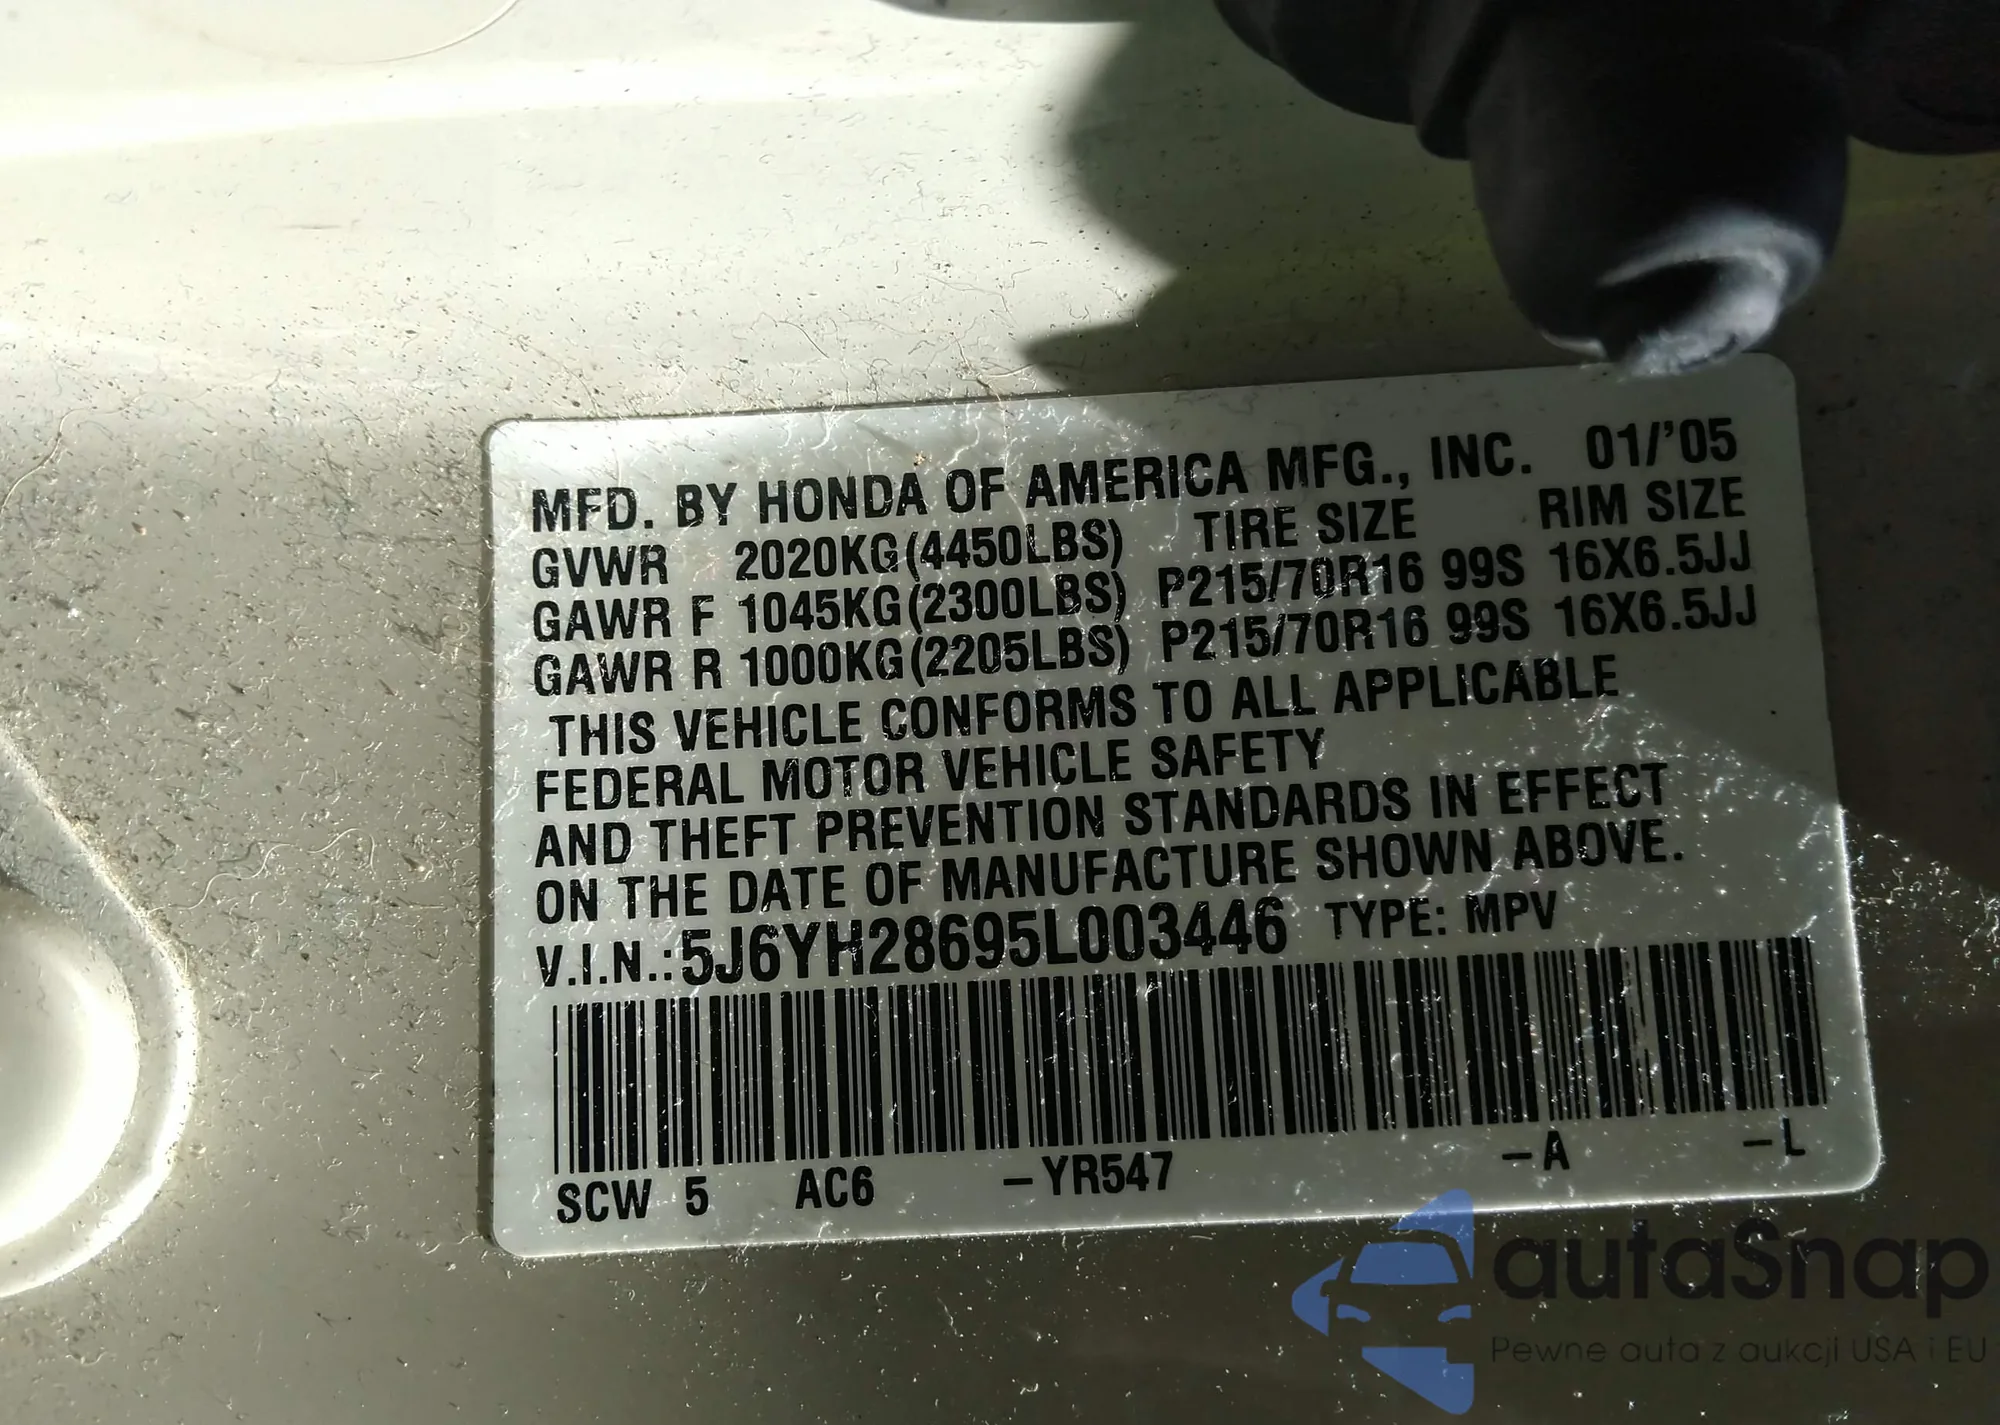 MFD. BY HONDA OF AMERICA MFG., INC. 01/'05
GVWR 2020KG(4450LBS) TIRE SIZE RIM SIZE
GAWR F 1045KG(2300LBS) P215/70R16 99S 16X6.5JJ
GAWR R 1000KG(2205LBS) P215/70R16 99S 16X6.5JJ
THIS VEHICLE CONFORMS TO ALL APPLICABLE
FEDERAL MOTOR VEHICLE SAFETY
AND THEFT PREVENTION STANDARDS IN EFFECT
ON THE DATE OF MANUFACTURE SHOWN ABOVE.
V.I.N.:5J6YH28695L003446 TYPE: MPV
SCW 5 AC6 –YR547 –A –L
autaSnap
Pewne auta z aukcji USA i EU